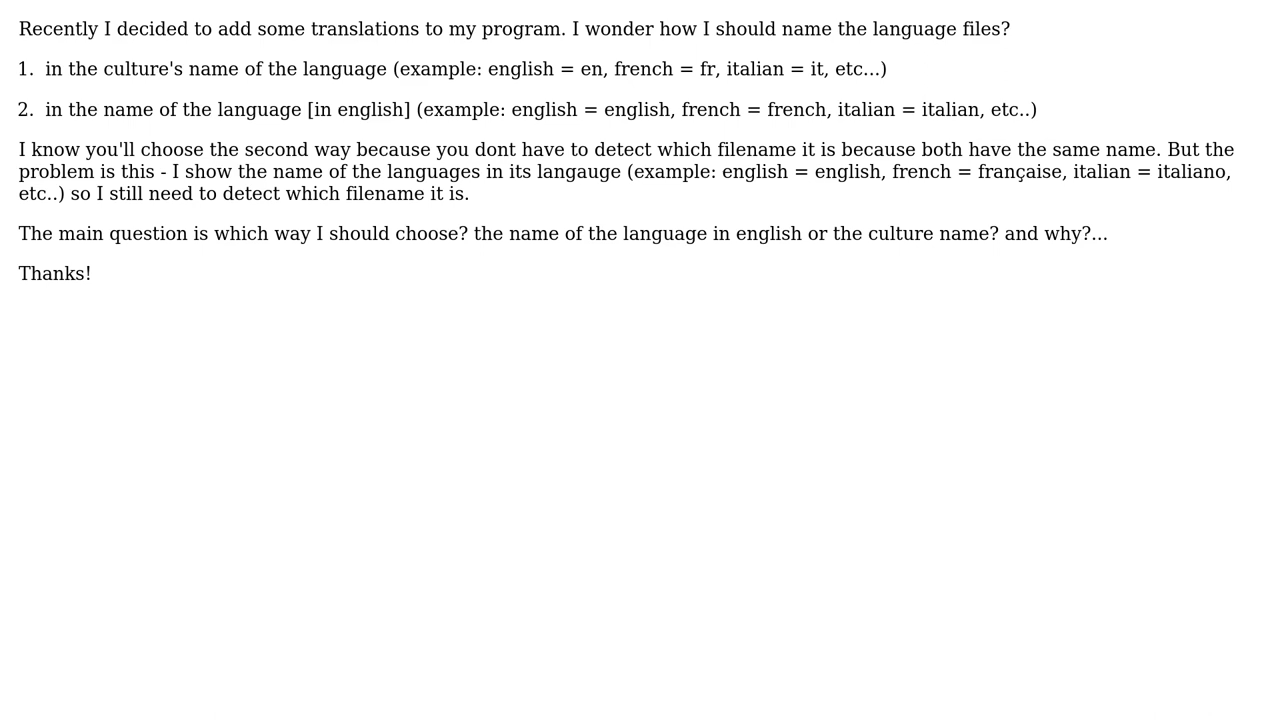 Recently I decided to add some translations to my program. I wonder how I should name the language files?
1. in the culture's name of the language (example: english = en, french = fr, italian = it, etc...)
2. in the name of the language [in english] (example: english = english, french = french, italian = italian, etc..)
I know you'll choose the second way because you dont have to detect which filename it is because both have the same name. But the
problem is this - I show the name of the languages in its langauge (example: english = english, french = française, italian = italiano,
etc..) so I still need to detect which filename it is.
The main question is which way I should choose? the name of the language in english or the culture name? and why?...
Thanks!